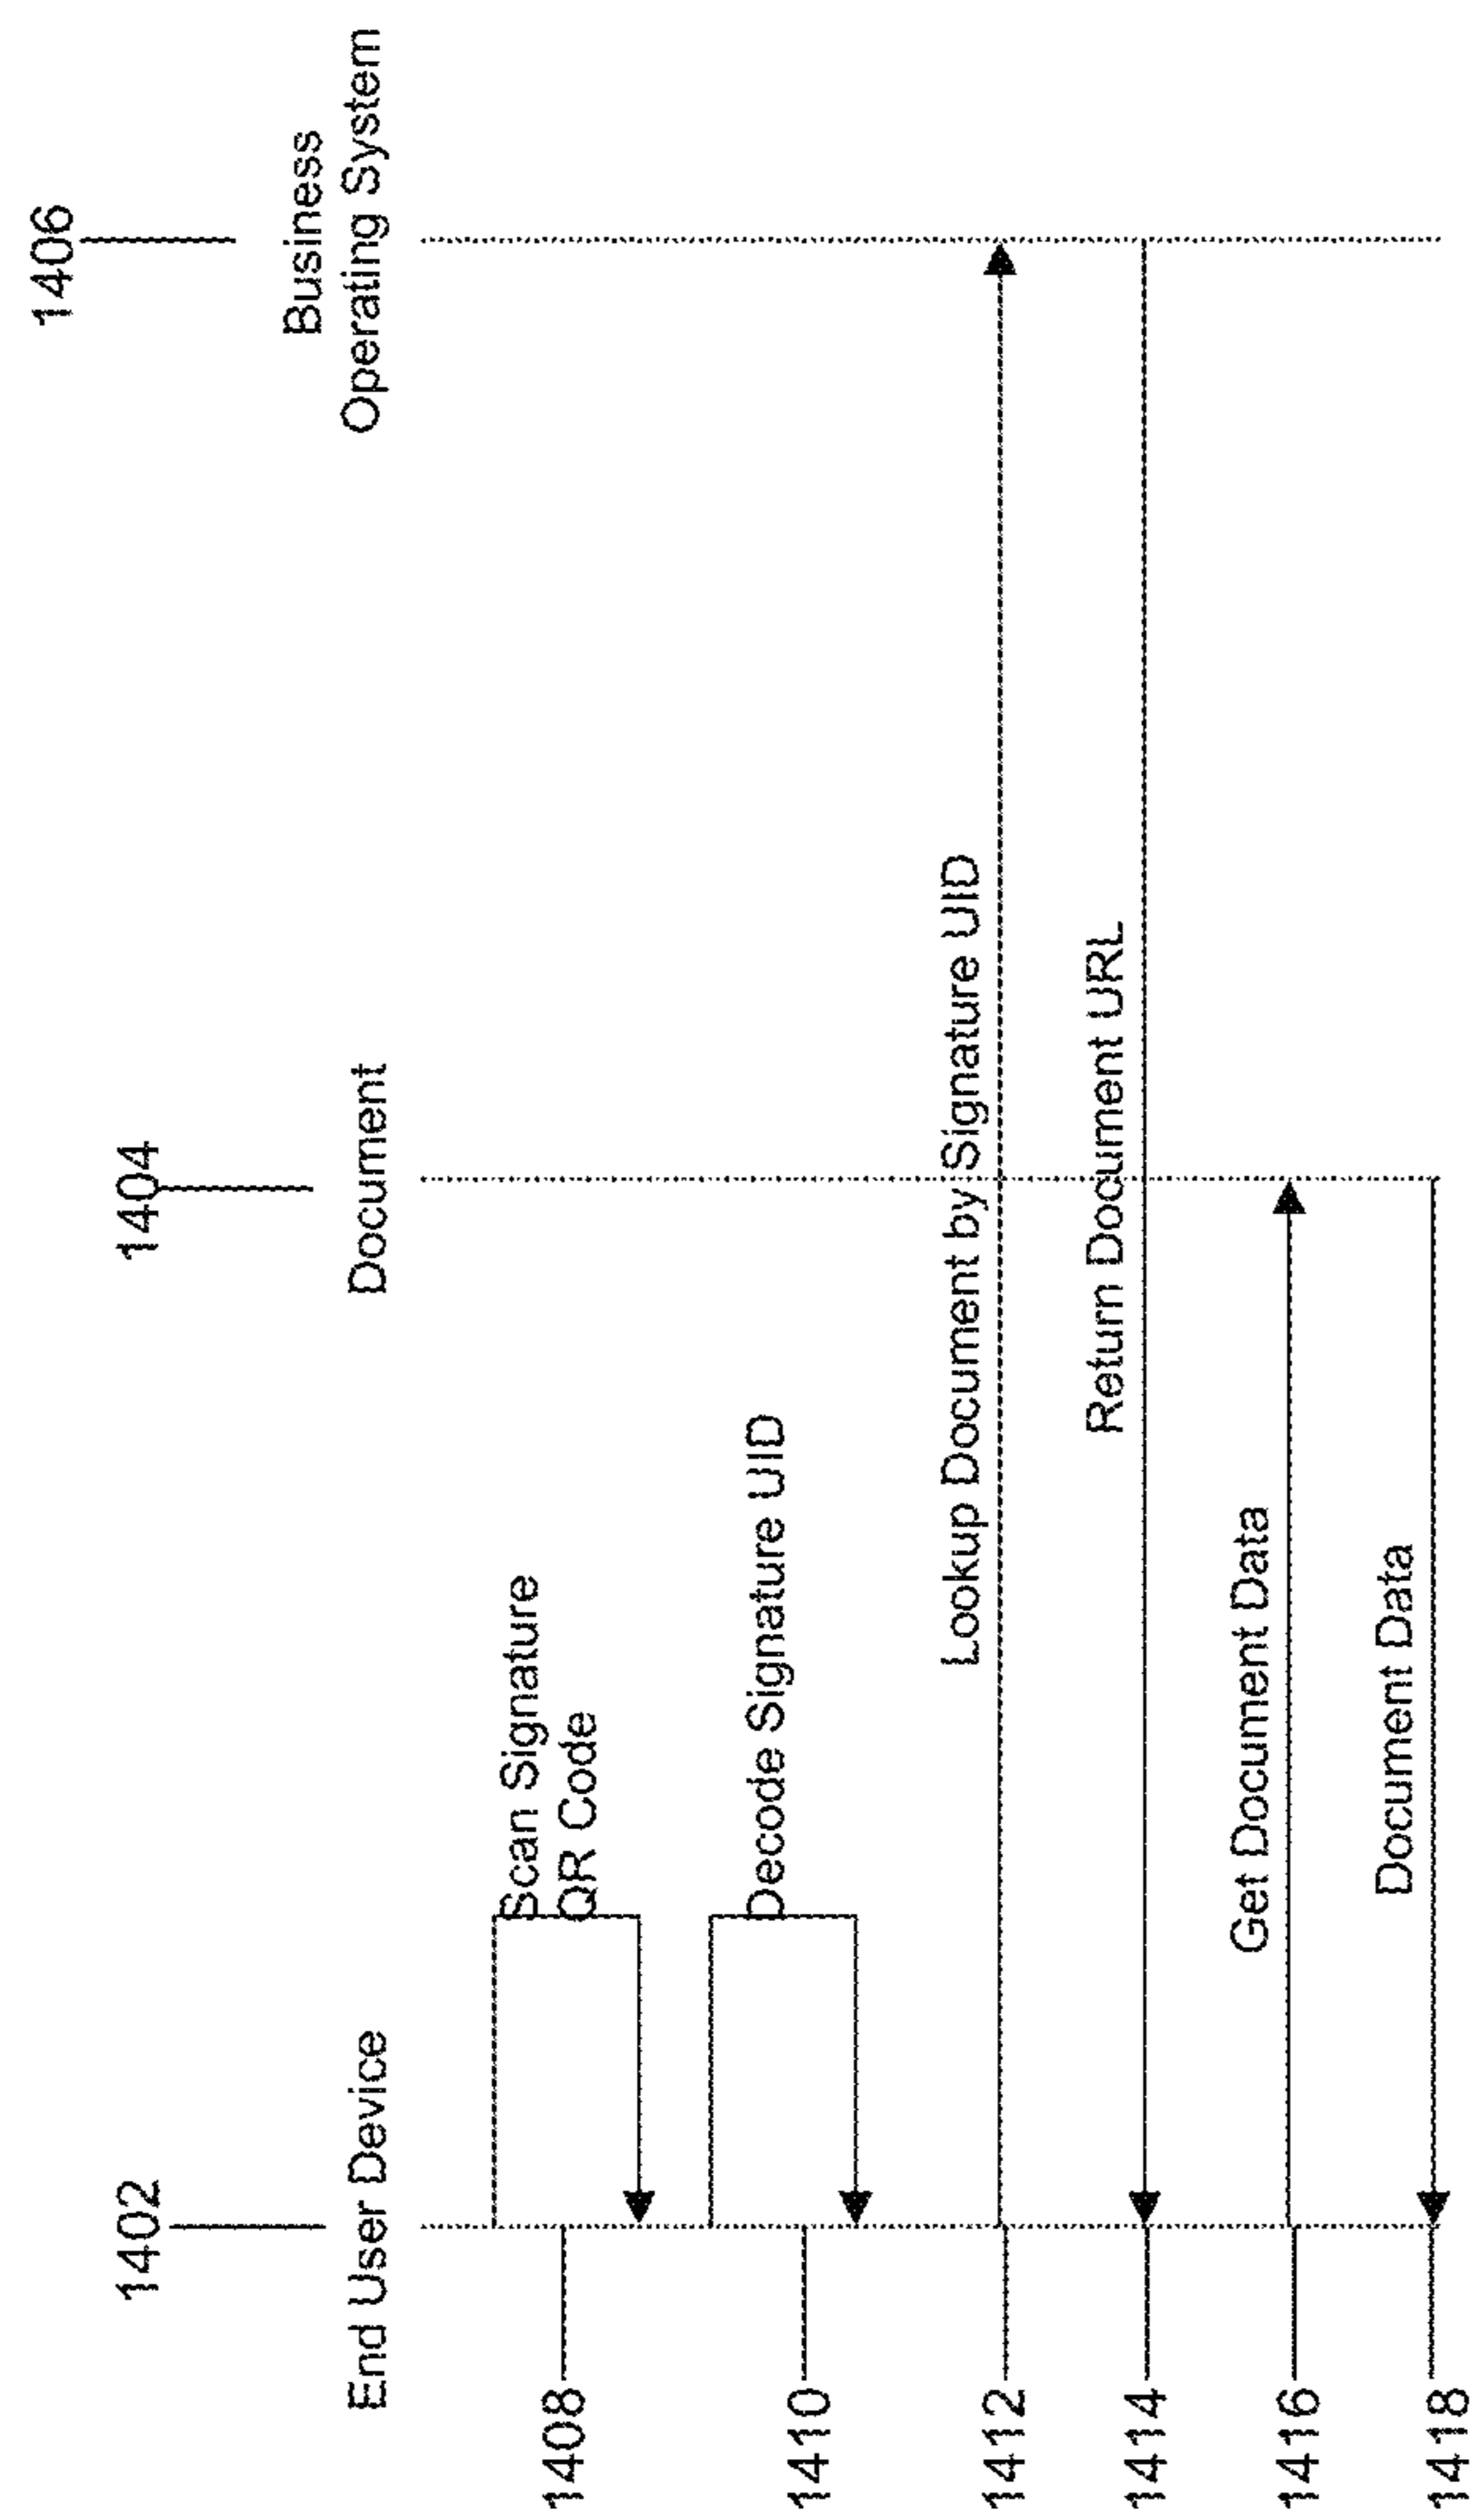 1402
1404
1406
End User Device
Document
Business
Operating System
1408
Scan Signature
QR Code
1410
Decode Signature UID
1412
Lookup Document by Signature UID
1414
Return Document URL
1416
Get Document Data
1418
Document Data